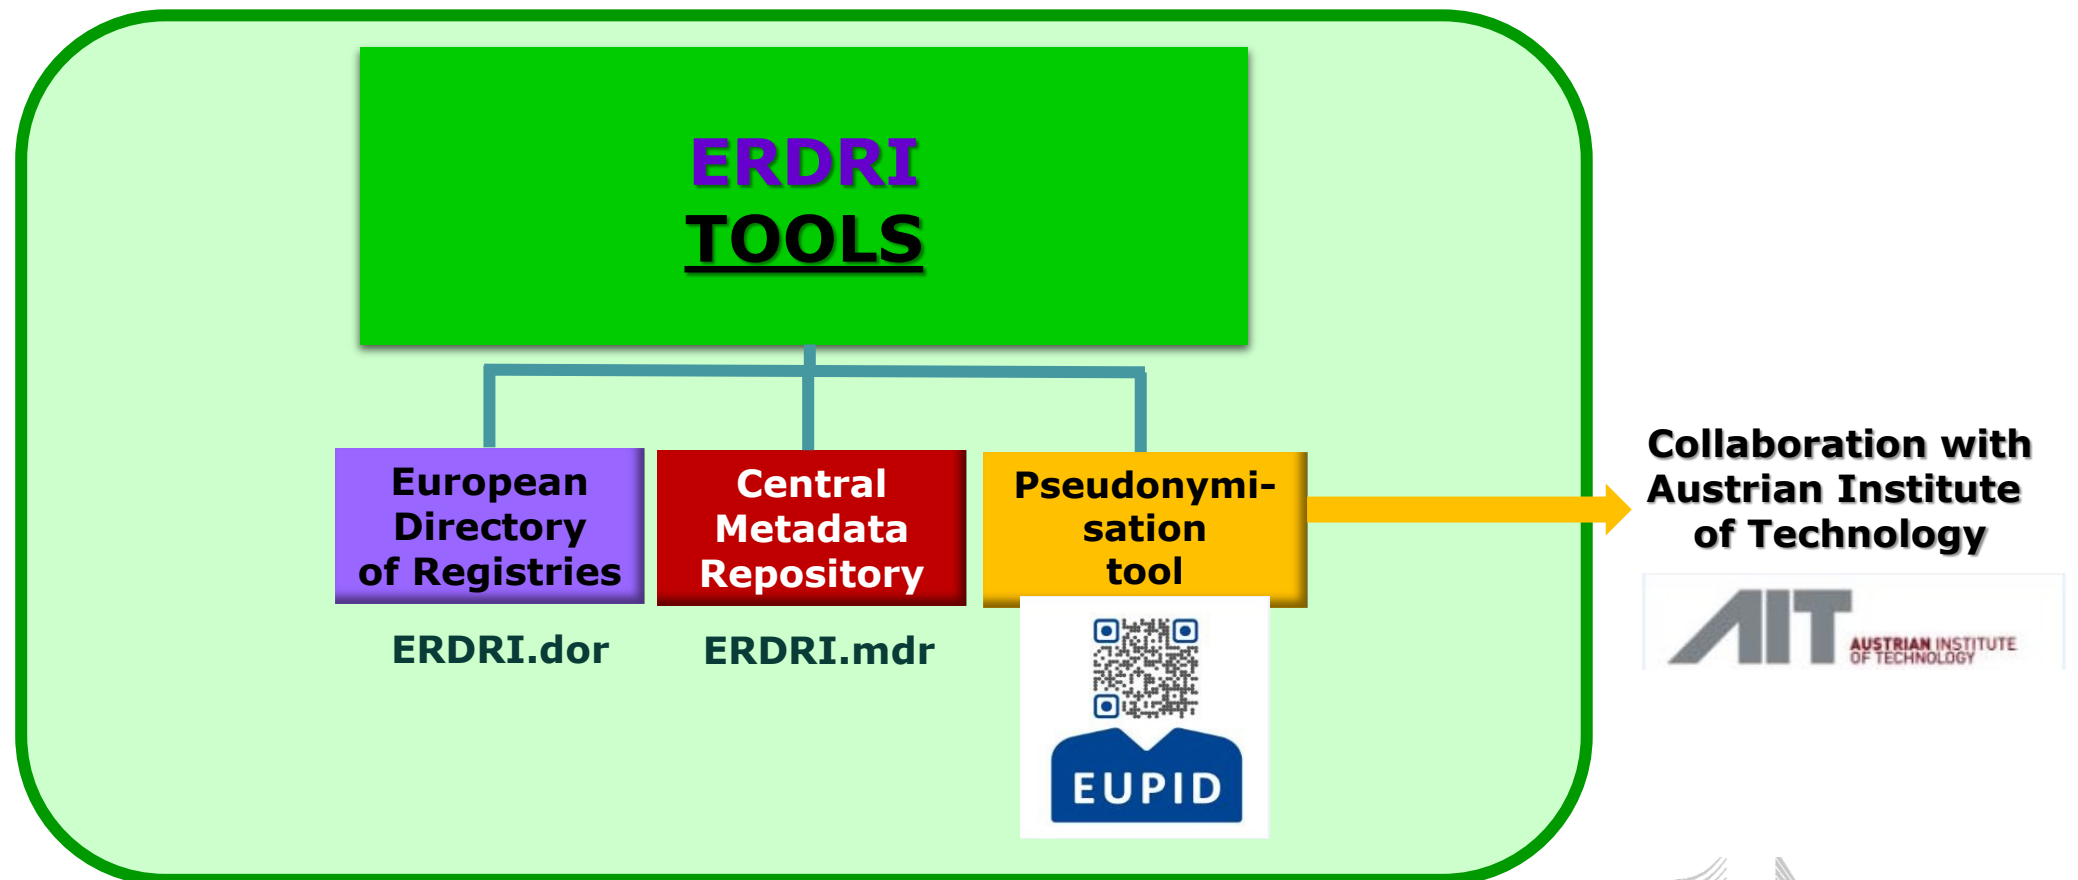 ERDRI
TOOLS
European
Directory
of Registries
Central
Metadata
Repository
Pseudonymi-
sation
tool
ERDRI.dor
ERDRI.mdr
EUPID
Collaboration with
Austrian Institute
of Technology
AIT
AUSTRIAN INSTITUTE
OF TECHNOLOGY